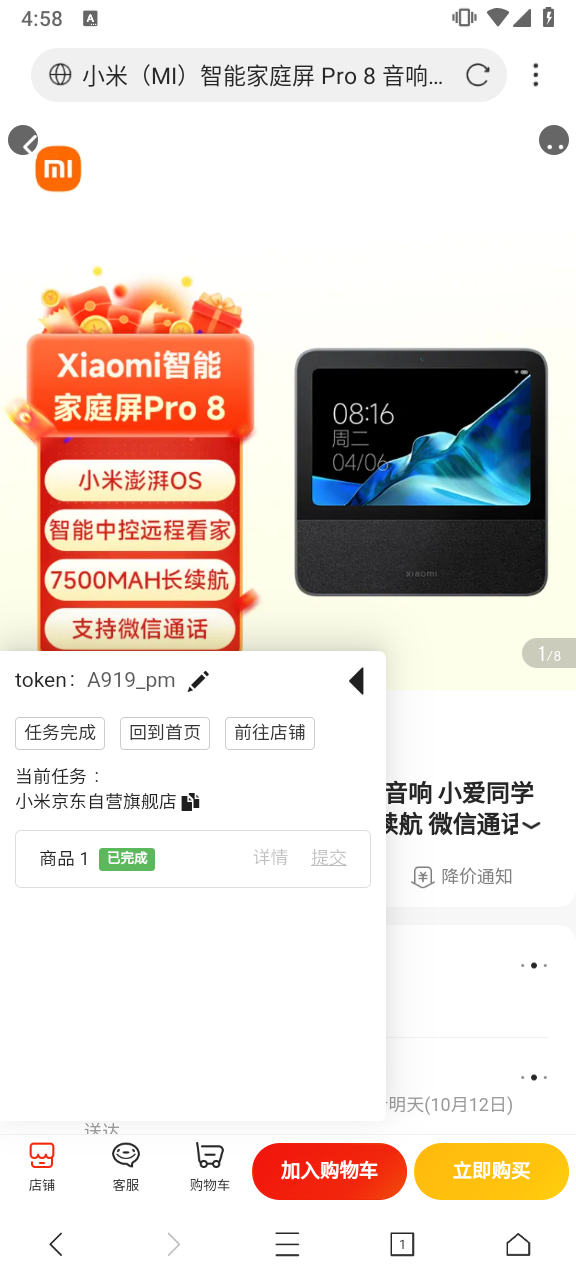 4:58
A
小米（MI）智能家庭屏 Pro 8 音响...
Xiaomi智能
家庭屏Pro 8
小米澎湃OS
智能中控远程看家
7500MAH长续航
支持微信通话
08:16
周二
04/06
xiaomi
1/8
token： A919_pm
任务完成 回到首页 前往店铺
当前任务：
小米京东自营旗舰店
商品 1 已完成 详情 提交
音响 小爱同学
续航 微信通话
降价通知
明天(10月12日)
送达
店铺 客服 购物车 加入购物车 立即购买
1